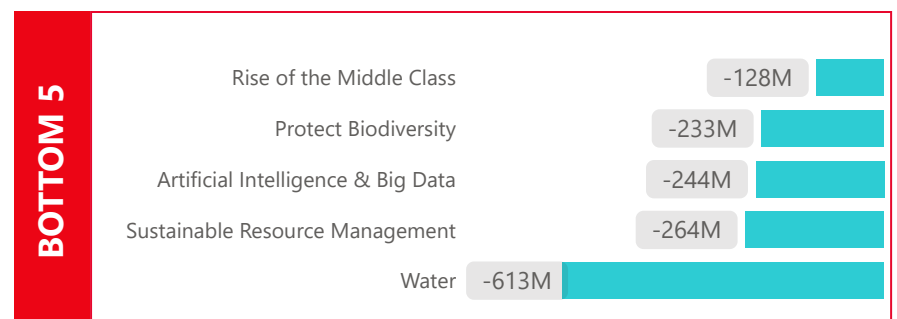 BOTTOM 5
Rise of the Middle Class -128M
Protect Biodiversity -233M
Artificial Intelligence & Big Data -244M
Sustainable Resource Management -264M
Water -613M